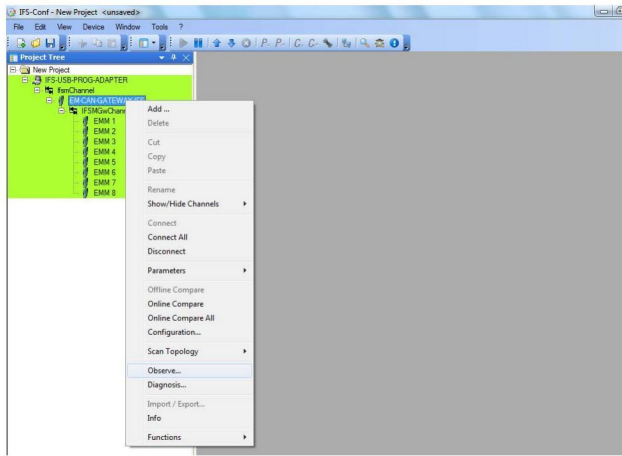 IFS-Conf - New Project <unsaved>
File Edit View Device Window Tools ?
P- P- C. C-
Project Tree
New Project
IFS-USB-PROG-ADAPTER
IfsmChannel
EM-CAN-GATEWAY-IFS
IFSMGwChann
EMM 1
EMM 2
EMM 3
EMM 4
EMM 5
EMM 6
EMM 7
EMM 8
Add ...
Delete
Cut
Copy
Paste
Rename
Show/Hide Channels
Connect
Connect All
Disconnect
Parameters
Offline Compare
Online Compare
Online Compare All
Configuration...
Scan Topology
Observe...
Diagnosis...
Import / Export...
Info
Functions